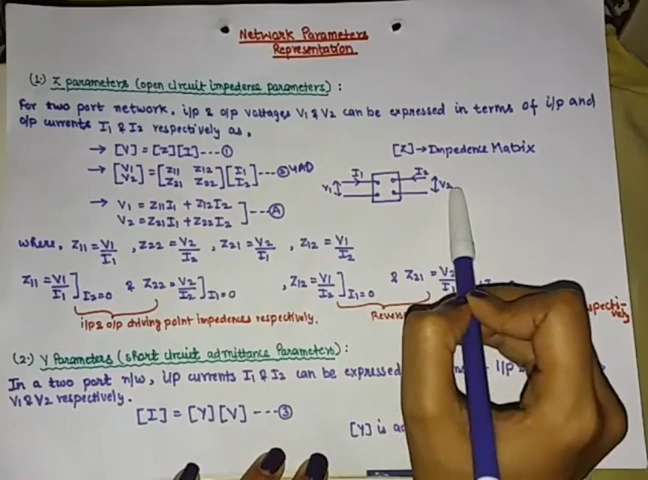 Network Parameters
Representation
(1.) Z parameters (open circuit impedence parameters) :
For two port network, i/p & o/p voltages V1 & V2 can be expressed in terms of i/p and
o/p currents I1 & I2 respectively as,
→ [V] = [Z][I] ----①
[Z] → Impedence Matrix
→ [V1 V2] = [Z11 Z12 Z21 Z22] [I1 I2] ---②
I1 I2
V1 V2
→ V1 = Z11I1 + Z12I2
V2 = Z21I1 + Z22I2 ] ---Ⓐ
where, Z11 = V1/I1 , Z22 = V2/I2 , Z21 = V2/I1 , Z12 = V1/I2
Z11 = V1/I1 ]I2=0 & Z22 = V2/I2 ]I1=0 , Z12 = V1/I2 ]I1=0 & Z21 = V2/I1
i/p & o/p driving point impedences respectively.
(2.) Y Parameters (short circuit admittance Parameters) :
In a two port n/w, i/p currents I1 & I2 can be expressed
V1 & V2 respectively.
[I] = [Y][V] ----③
[Y] is